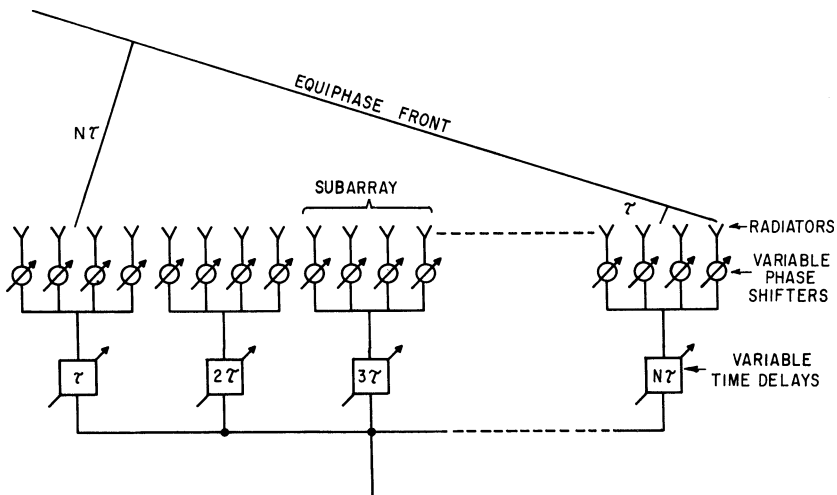 EQUIPHASE FRONT
Nτ
SUBARRAY
τ
RADIATORS
VARIABLE
PHASE
SHIFTERS
τ
2τ
3τ
Nτ
VARIABLE
TIME DELAYS